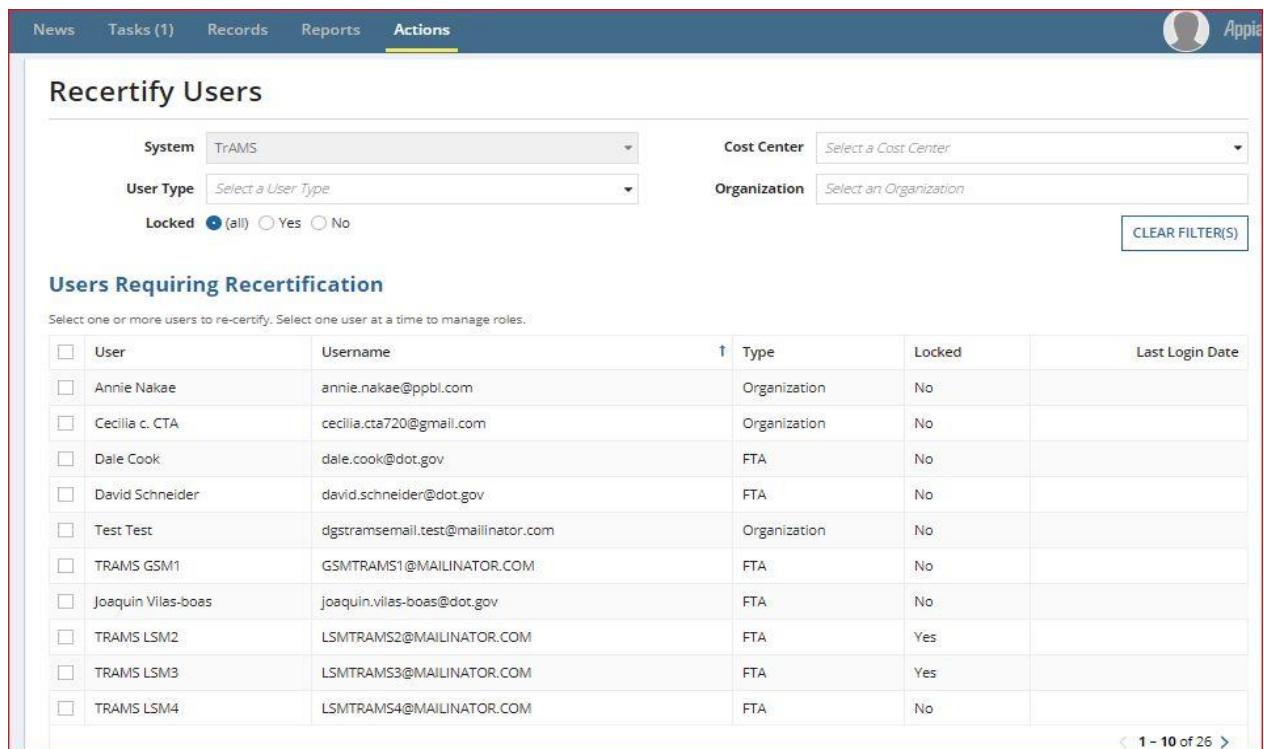 News Tasks (1) Records Reports Actions Appia
Recertify Users
System TrAMS Cost Center Select a Cost Center
User Type Select a User Type Organization Select an Organization
Locked (all) Yes No
CLEAR FILTER(S)
Users Requiring Recertification
Select one or more users to re-certify. Select one user at a time to manage roles.
User Username ↑ Type Locked Last Login Date
Annie Nakae annie.nakae@ppbl.com Organization No
Cecilia c. CTA cecilia.cta720@gmail.com Organization No
Dale Cook dale.cook@dot.gov FTA No
David Schneider david.schneider@dot.gov FTA No
Test Test dgstramsemail.test@mailinator.com Organization No
TRAMS GSM1 GSMTRAMS1@MAILINATOR.COM FTA No
Joaquin Vilas-boas joaquin.vilas-boas@dot.gov FTA No
TRAMS LSM2 LSMTRAMS2@MAILINATOR.COM FTA Yes
TRAMS LSM3 LSMTRAMS3@MAILINATOR.COM FTA Yes
TRAMS LSM4 LSMTRAMS4@MAILINATOR.COM FTA No
< 1 – 10 of 26 >